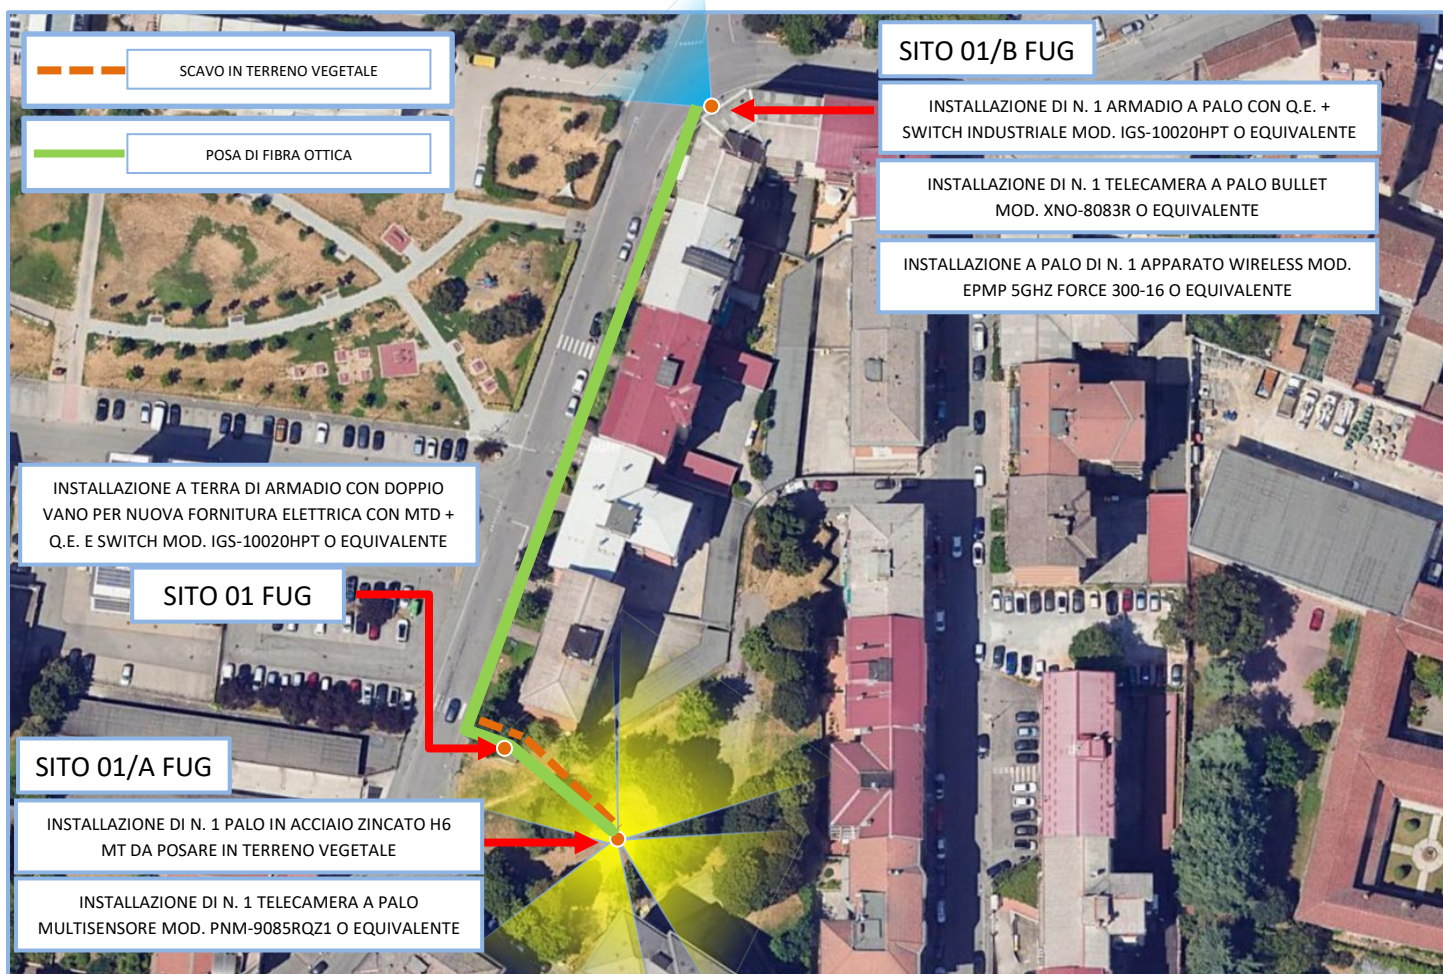 SCAVO IN TERRENO VEGETALE
POSA DI FIBRA OTTICA
SITO 01/B FUG
INSTALLAZIONE DI N. 1 ARMADIO A PALO CON Q.E. +
SWITCH INDUSTRIALE MOD. IGS-10020HPT O EQUIVALENTE
INSTALLAZIONE DI N. 1 TELECAMERA A PALO BULLET
MOD. XNO-8083R O EQUIVALENTE
INSTALLAZIONE A PALO DI N. 1 APPARATO WIRELESS MOD.
EPMP 5GHZ FORCE 300-16 O EQUIVALENTE
INSTALLAZIONE A TERRA DI ARMADIO CON DOPPIO
VANO PER NUOVA FORNITURA ELETTRICA CON MTD +
Q.E. E SWITCH MOD. IGS-10020HPT O EQUIVALENTE
SITO 01 FUG
SITO 01/A FUG
INSTALLAZIONE DI N. 1 PALO IN ACCIAIO ZINCATO H6
MT DA POSARE IN TERRENO VEGETALE
INSTALLAZIONE DI N. 1 TELECAMERA A PALO
MULTISENSORE MOD. PNM-9085RQZ1 O EQUIVALENTE